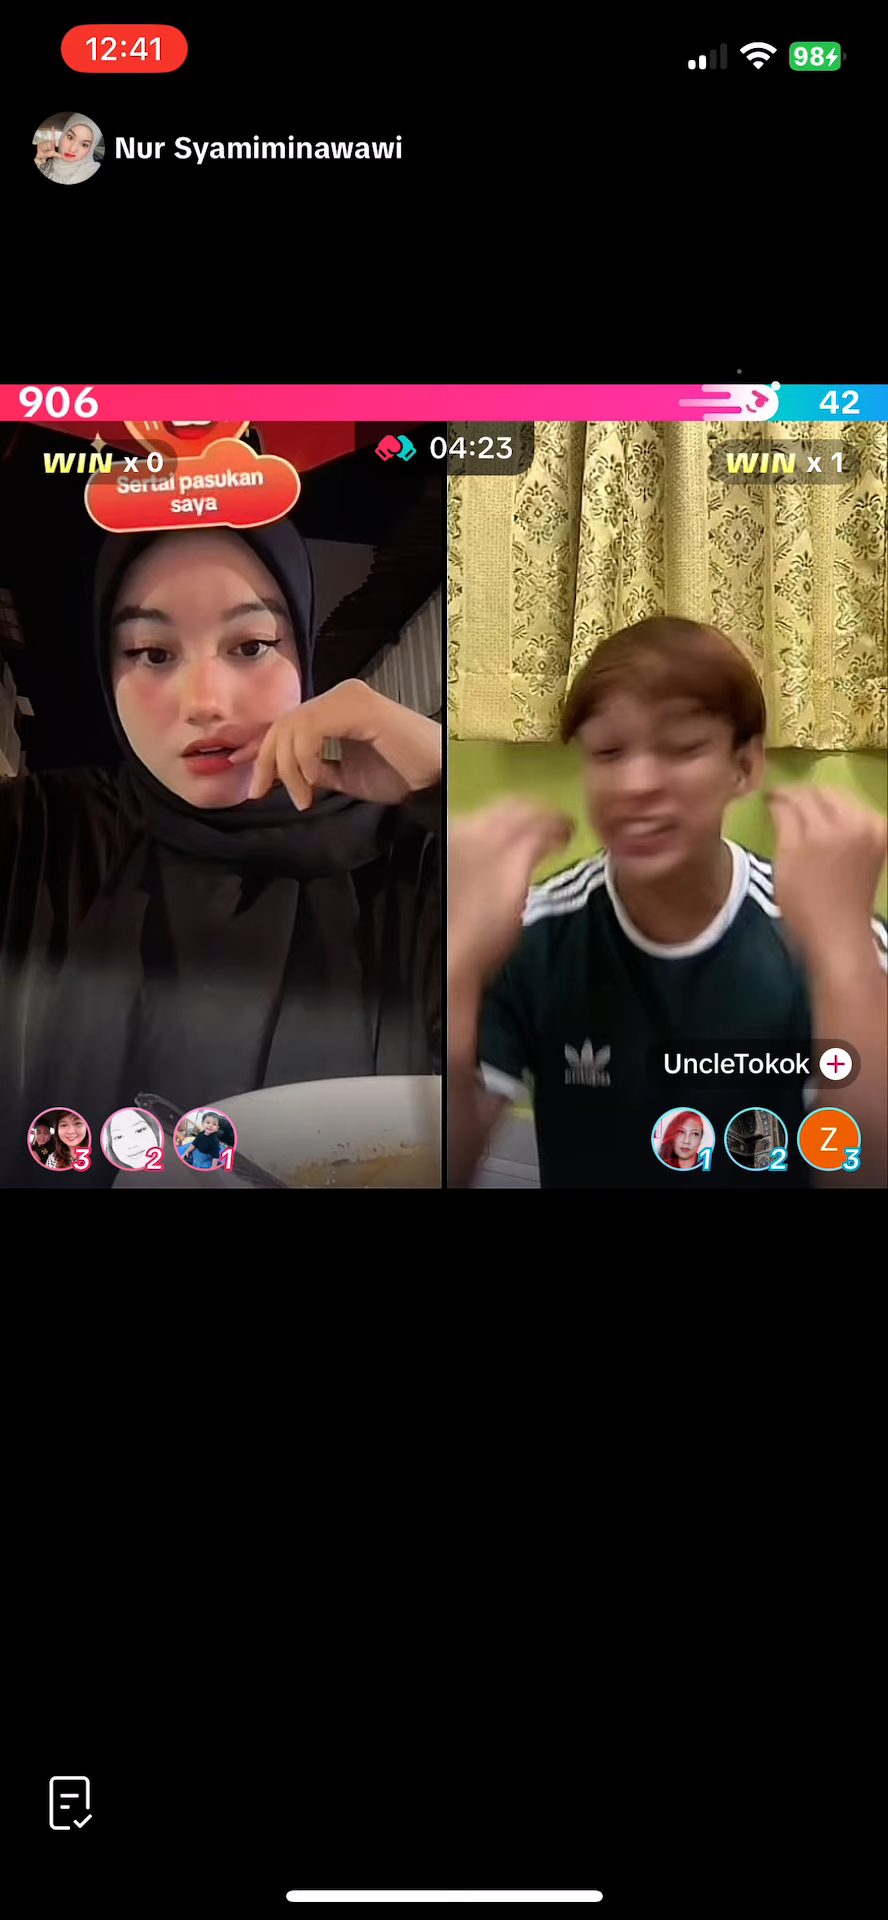 12:41
98
Nur Syamiminawawi
906
42
WIN x 0
04:23
WIN x 1
Sertai pasukan
saya
UncleTokok
3
2
1
1
2
Z
3